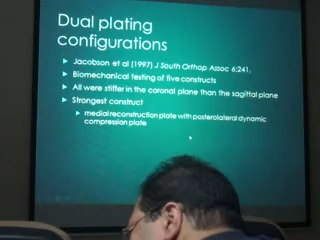 Dual plating
configurations
Jacobson et al (1997) J South Orthop Assoc 6:241.
Biomechanical testing of five constructs
All were stiffer in the coronal plane than the sagittal plane
Strongest construct
medial reconstruction plate with posterolateral dynamic
compression plate